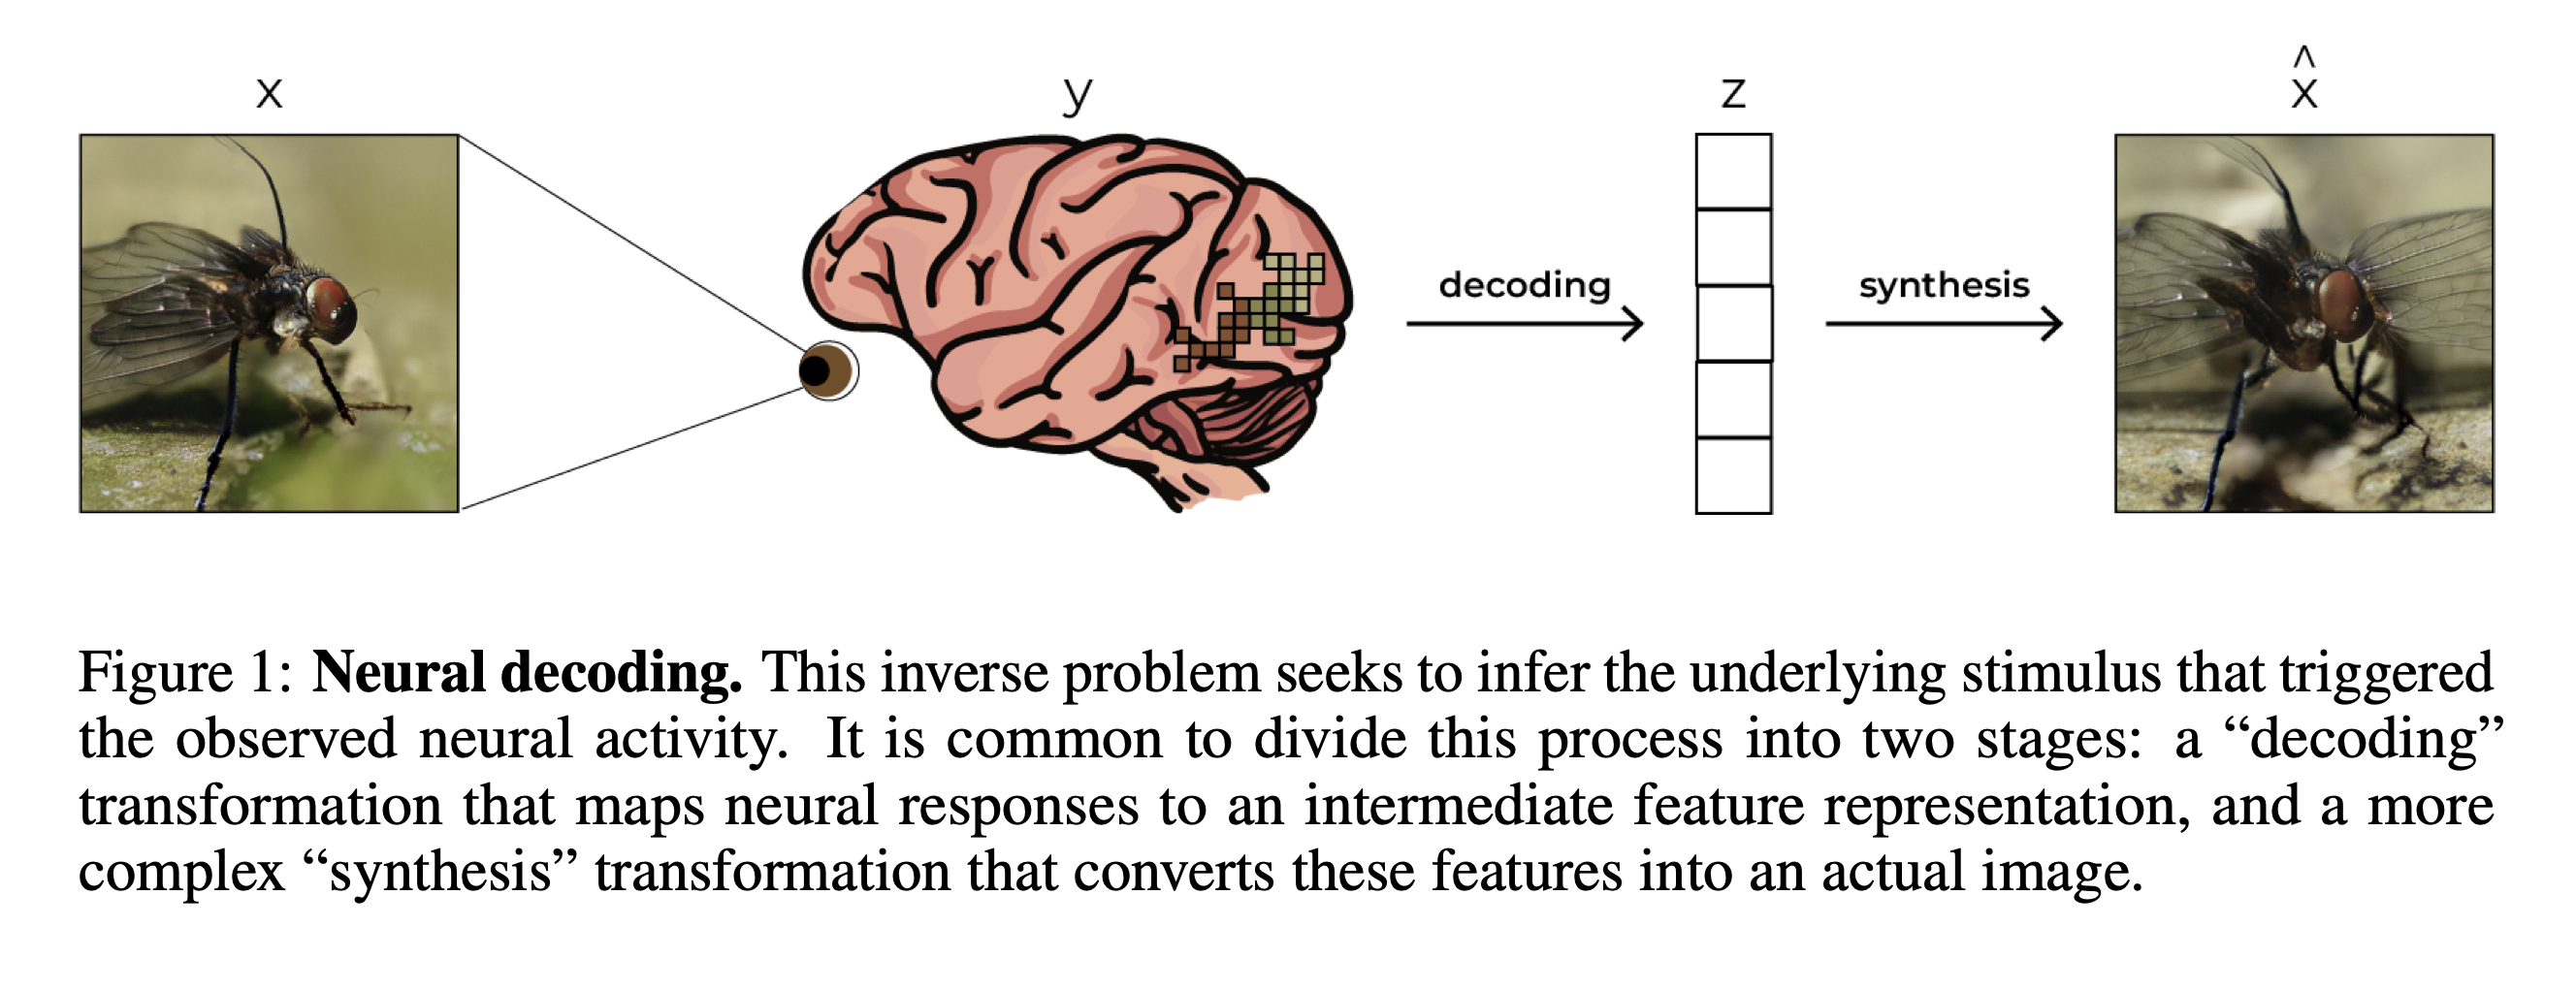 x
y
z
x̂
decoding
synthesis
Figure 1: Neural decoding. This inverse problem seeks to infer the underlying stimulus that triggered
the observed neural activity. It is common to divide this process into two stages: a “decoding”
transformation that maps neural responses to an intermediate feature representation, and a more
complex “synthesis” transformation that converts these features into an actual image.